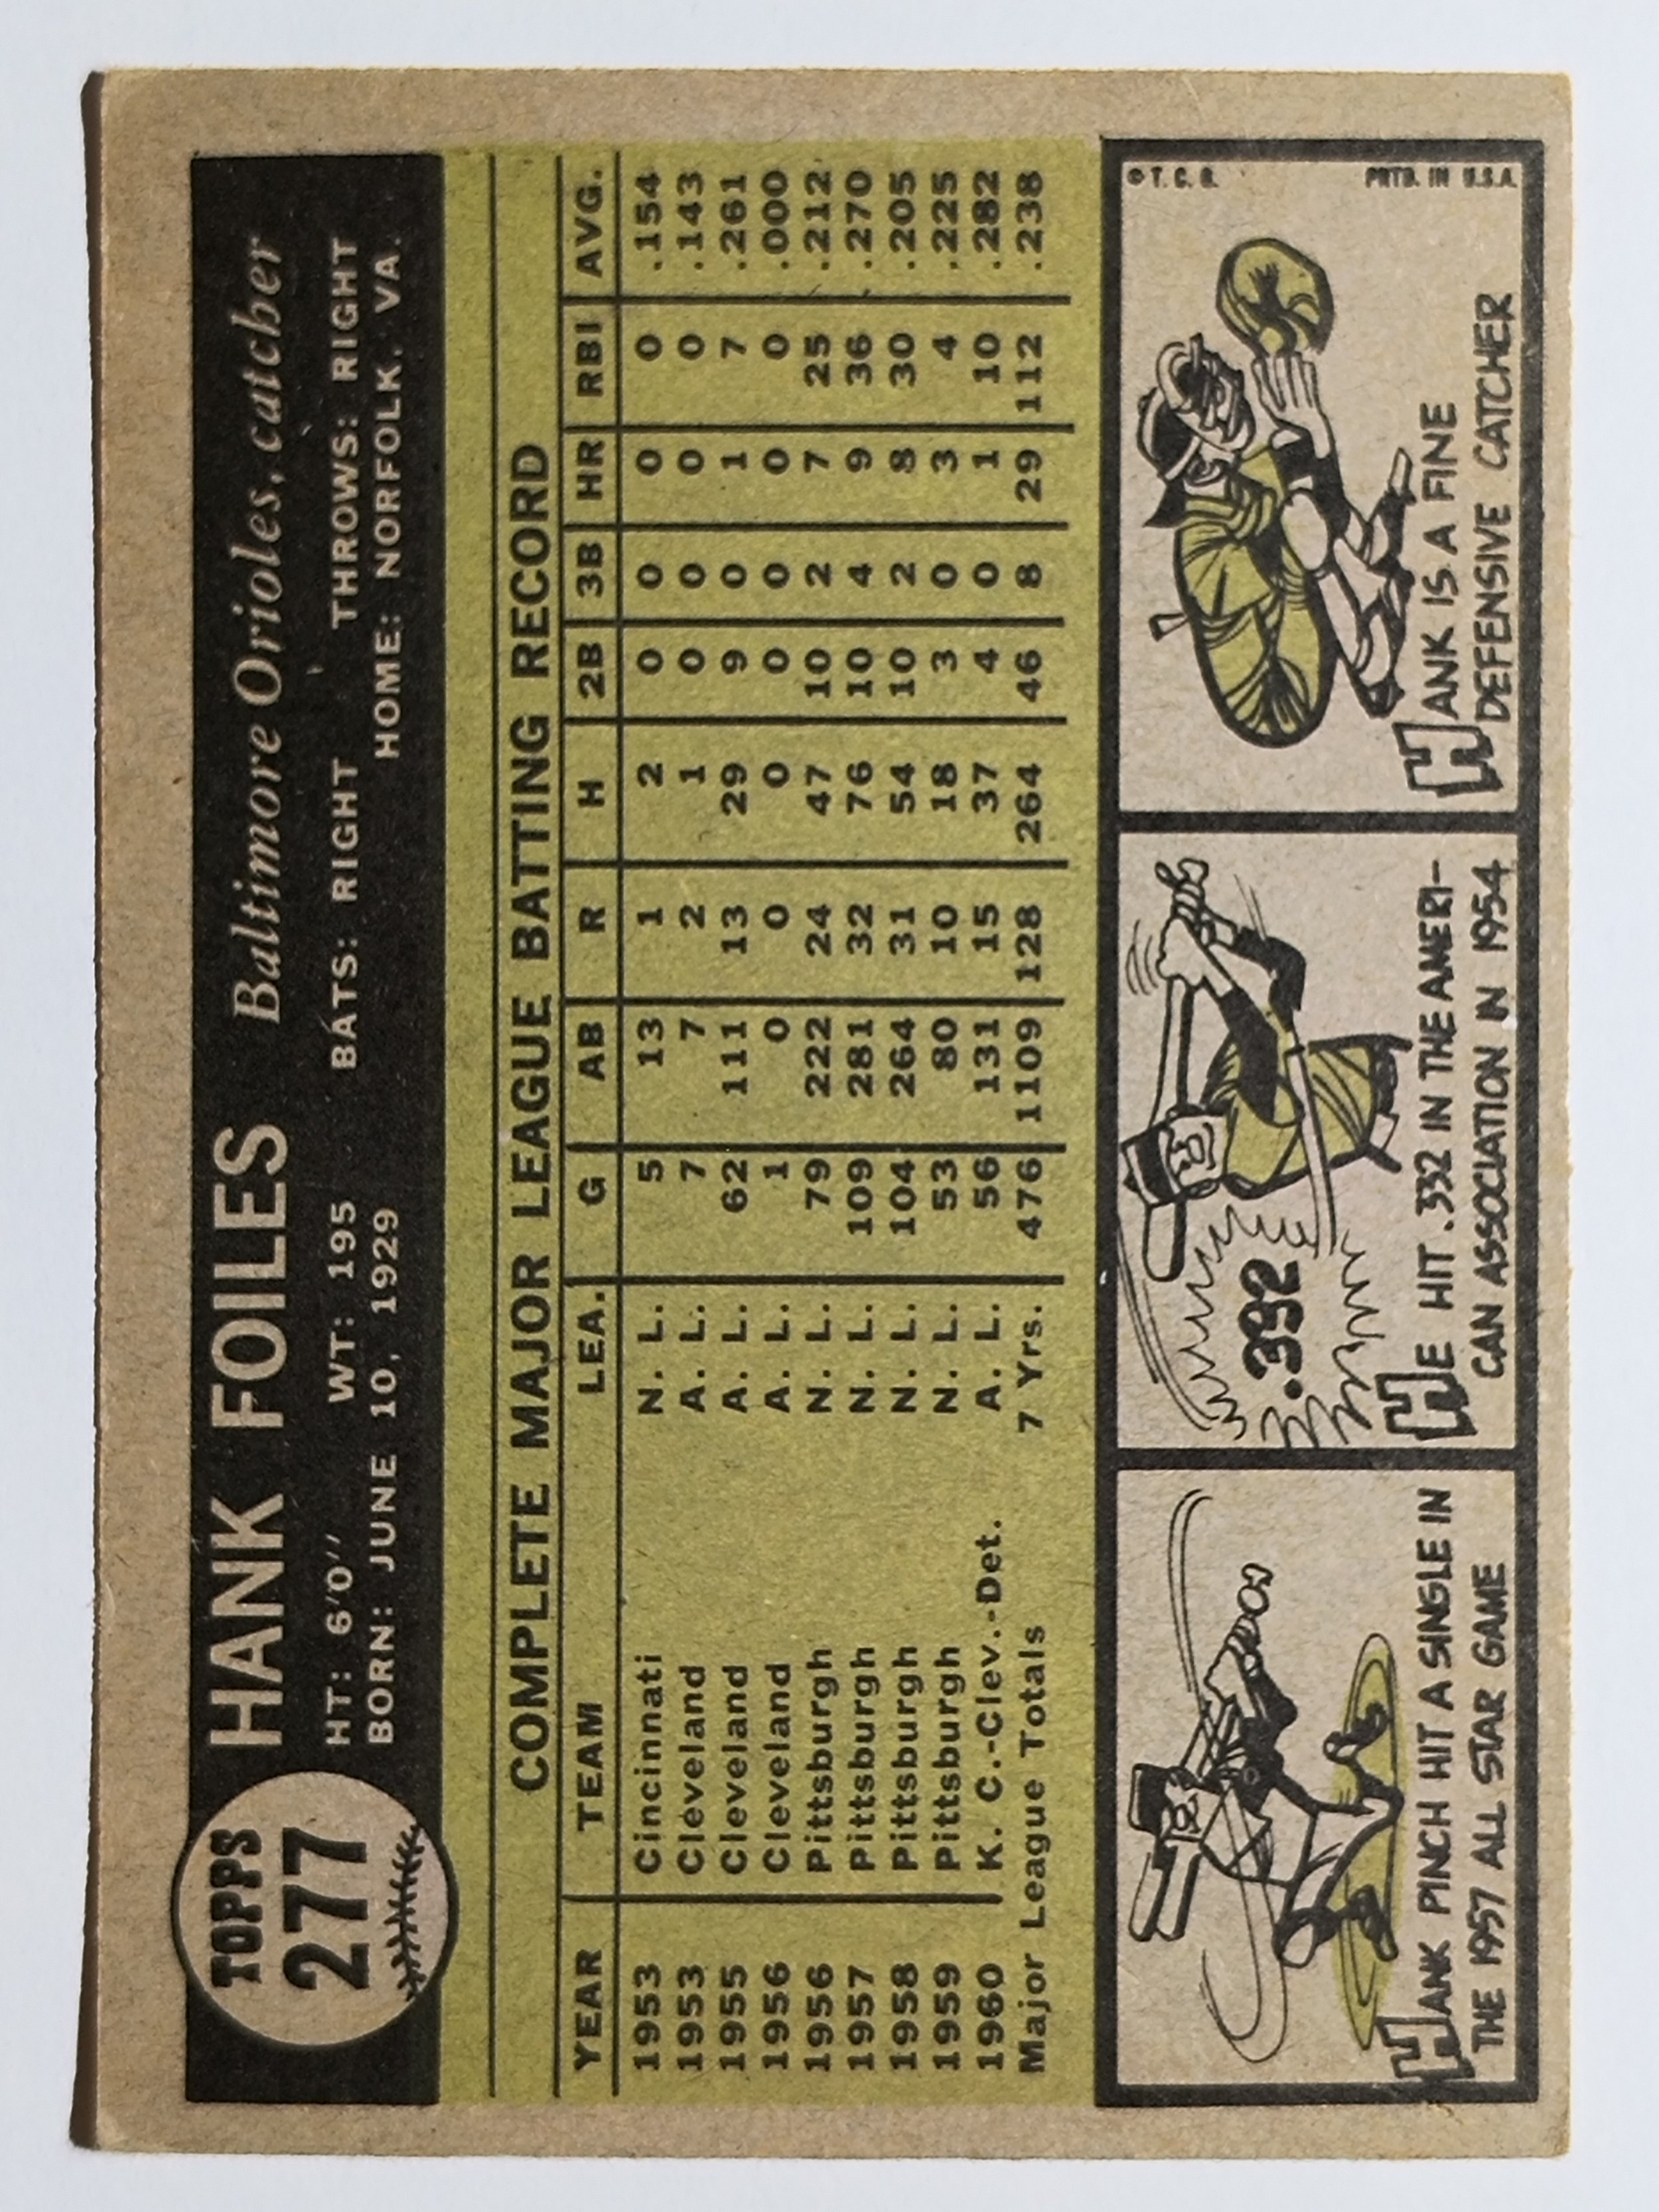 TOPPS
277
HANK FOILES Baltimore Orioles, catcher
HT: 6'0'' WT: 195 BATS: RIGHT THROWS: RIGHT
BORN: JUNE 10, 1929 HOME: NORFOLK, VA.
COMPLETE MAJOR LEAGUE BATTING RECORD
YEAR TEAM LEA. G AB R H 2B 3B HR RBI AVG.
1953 Cincinnati N. L. 5 13 1 2 0 0 0 0 .154
1953 Cleveland A. L. 7 7 2 1 0 0 0 0 .143
1955 Cleveland A. L. 62 111 13 29 9 0 1 7 .261
1956 Cleveland A. L. 1 0 0 0 0 0 0 0 .000
1956 Pittsburgh N. L. 79 222 24 47 10 2 7 25 .212
1957 Pittsburgh N. L. 109 281 32 76 10 4 9 36 .270
1958 Pittsburgh N. L. 104 264 31 54 10 2 8 30 .205
1959 Pittsburgh N. L. 53 80 10 18 3 0 3 4 .225
1960 K. C.-Clev.-Det. A. L. 56 131 15 37 4 0 1 10 .282
Major League Totals 7 Yrs. 476 1109 128 264 46 8 29 112 .238
HANK PINCH HIT A SINGLE IN
THE 1957 ALL STAR GAME
.332
HE HIT .332 IN THE AMERI-
CAN ASSOCIATION IN 1954
© T. C. G.
PRTD. IN U.S.A.
HANK IS A FINE
DEFENSIVE CATCHER